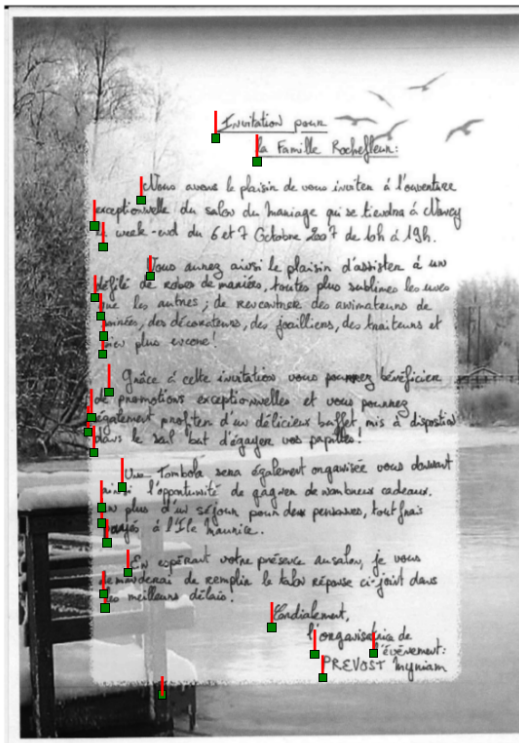 Invitation pour
la Famille Rochefleur:
Nous avons le plaisir de vous inviter à l'ouverture
exceptionnelle du salon du mariage qui se tiendra à Nancy
le week-end du 6 et 7 Octobre 2007 de 10h à 19h.
Vous aurez ainsi le plaisir d'assister à un
défilé de robes de mariées, toutes plus sublimes les unes
que les autres; de rencontrer des animateurs de
soirées, des décorateurs, des joailliers, des traiteurs et
bien plus encore!
Grâce à cette invitation vous pourrez bénéficier
de promotions exceptionnelles et vous pourrez
également profiter d'un délicieux buffet, mis à dispostion
dans le seul but d'égayer vos papilles!
Une Tombola sera également organisée vous donnant
ainsi l'opportunité de gagner de nombreux cadeaux.
En plus d'un séjour pour deux personnes, tout frais
payés à l'Ile Maurice..
En espérant votre présence au salon, je vous
demanderais de remplir le talon réponse ci-joint dans
les meilleurs délais.
Cordialement,
l'organisatrice de
l'évènement:
PREVOST Myriam